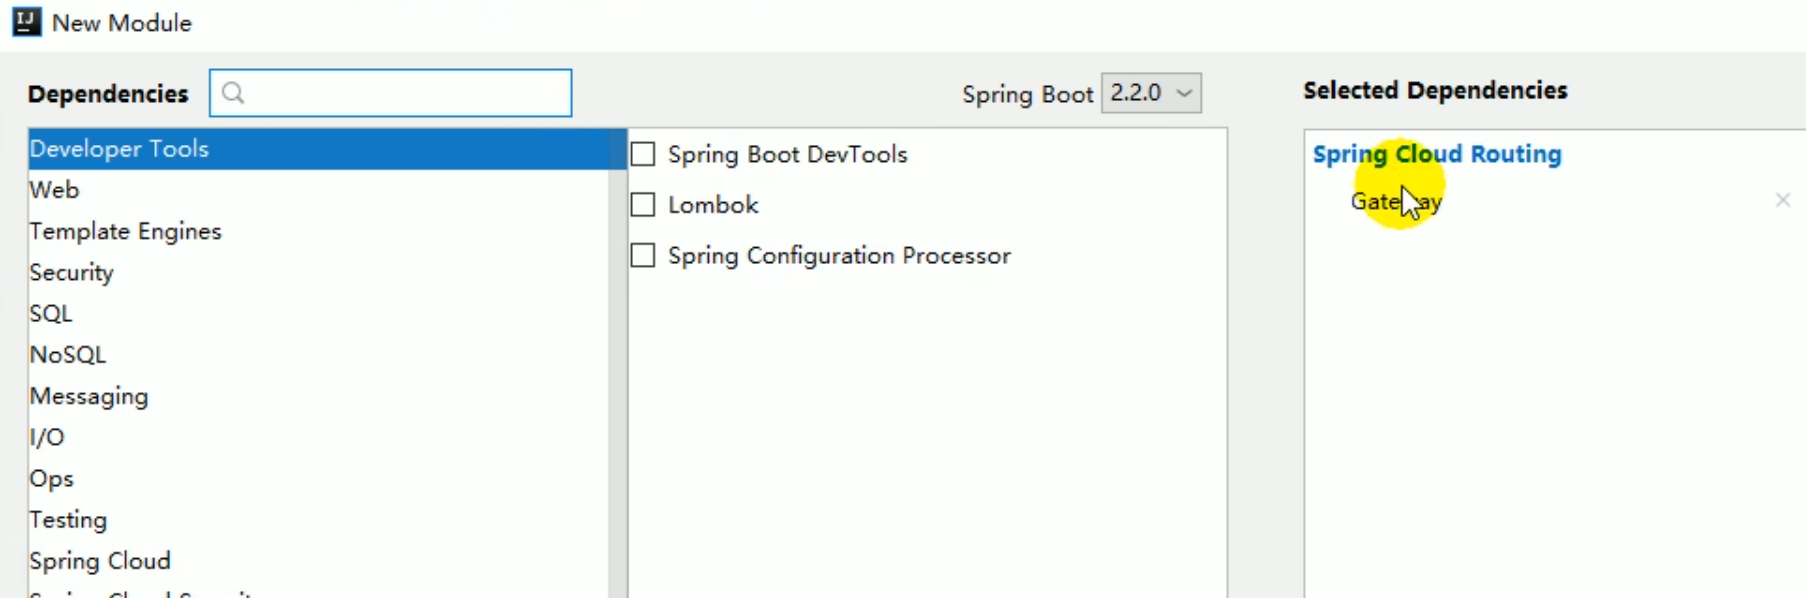 IJ New Module
Dependencies
Spring Boot 2.2.0
Selected Dependencies
Developer Tools
Web
Template Engines
Security
SQL
NoSQL
Messaging
I/O
Ops
Testing
Spring Cloud
Spring Boot DevTools
Lombok
Spring Configuration Processor
Spring Cloud Routing
Gateway